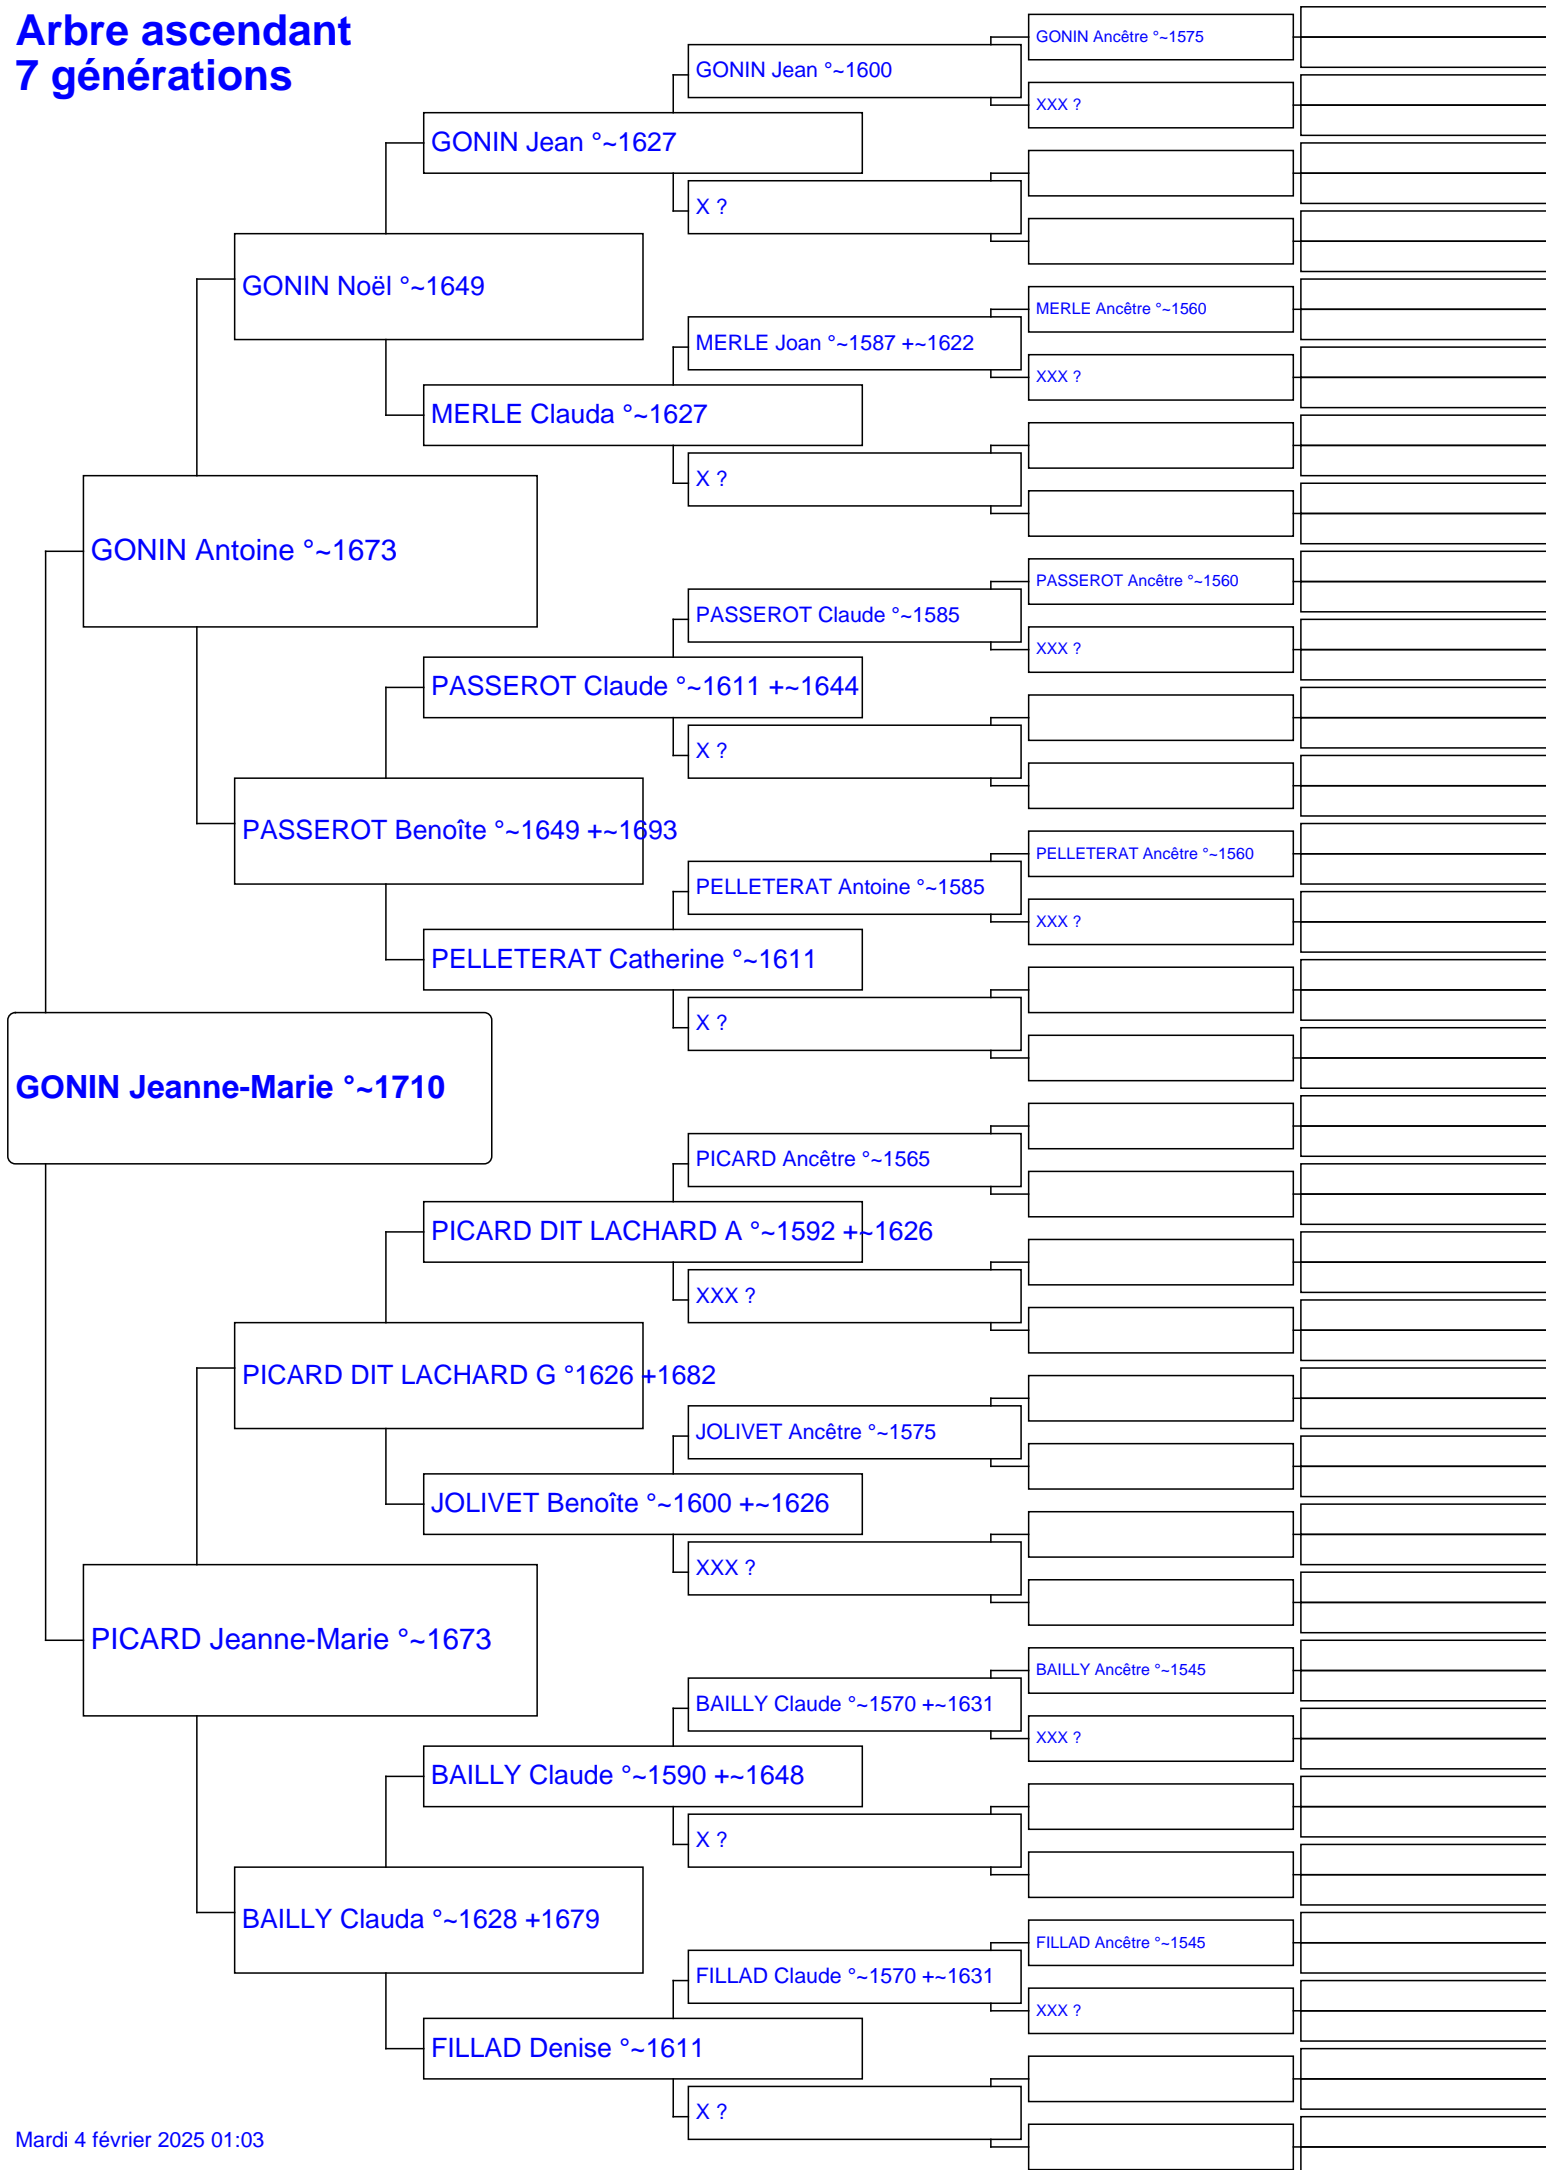 Arbre ascendant
7 générations
GONIN Ancêtre °~1575
GONIN Jean °~1600
XXX ?
GONIN Jean °~1627
X ?
GONIN Noël °~1649
MERLE Ancêtre °~1560
MERLE Joan °~1587 +~1622
XXX ?
MERLE Clauda °~1627
X ?
GONIN Antoine °~1673
PASSEROT Ancêtre °~1560
PASSEROT Claude °~1585
XXX ?
PASSEROT Claude °~1611 +~1644
X ?
PASSEROT Benoîte °~1649 +~1693
PELLETERAT Ancêtre °~1560
PELLETERAT Antoine °~1585
XXX ?
PELLETERAT Catherine °~1611
X ?
GONIN Jeanne-Marie °~1710
PICARD Ancêtre °~1565
PICARD DIT LACHARD A °~1592 +~1626
XXX ?
PICARD DIT LACHARD G °1626 +1682
JOLIVET Ancêtre °~1575
JOLIVET Benoîte °~1600 +~1626
XXX ?
PICARD Jeanne-Marie °~1673
BAILLY Ancêtre °~1545
BAILLY Claude °~1570 +~1631
XXX ?
BAILLY Claude °~1590 +~1648
X ?
BAILLY Clauda °~1628 +1679
FILLAD Ancêtre °~1545
FILLAD Claude °~1570 +~1631
XXX ?
FILLAD Denise °~1611
X ?
Mardi 4 février 2025 01:03